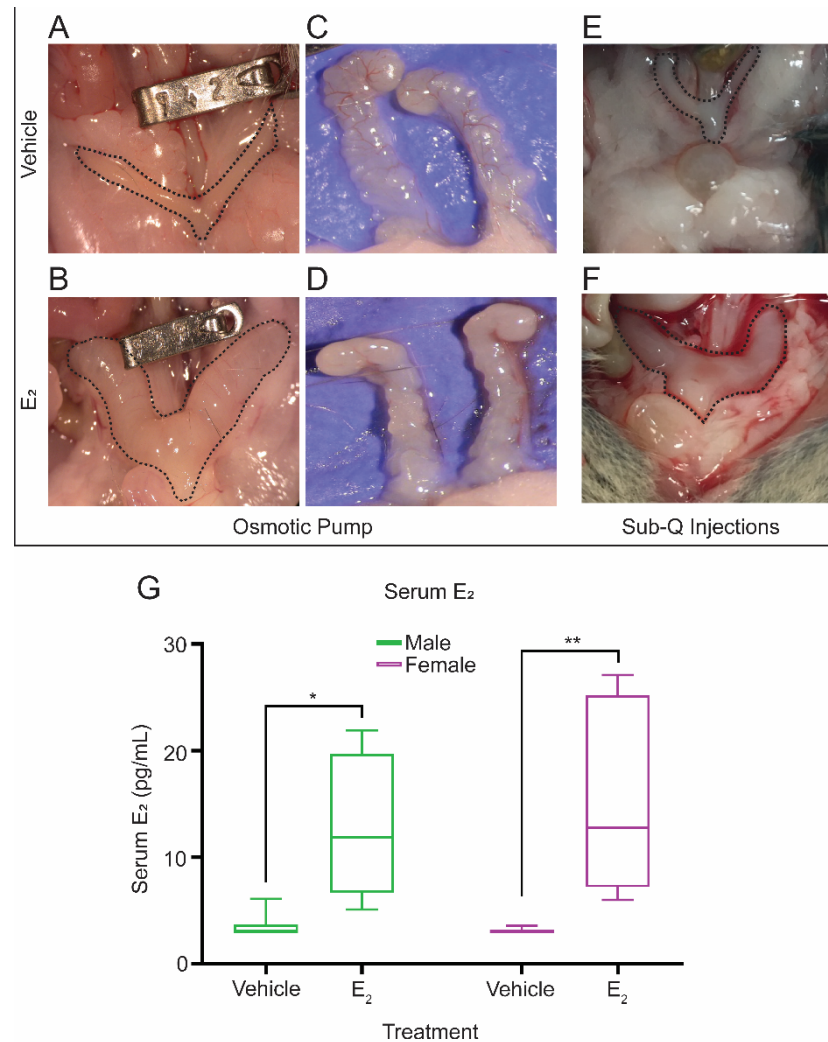 A
C
E
Vehicle
B
D
F
E₂
Osmotic Pump
Sub-Q Injections
G
Serum E₂
Male
Female
30
20
10
0
Serum E₂ (pg/mL)
*
**
Vehicle
E₂
Vehicle
E₂
Treatment